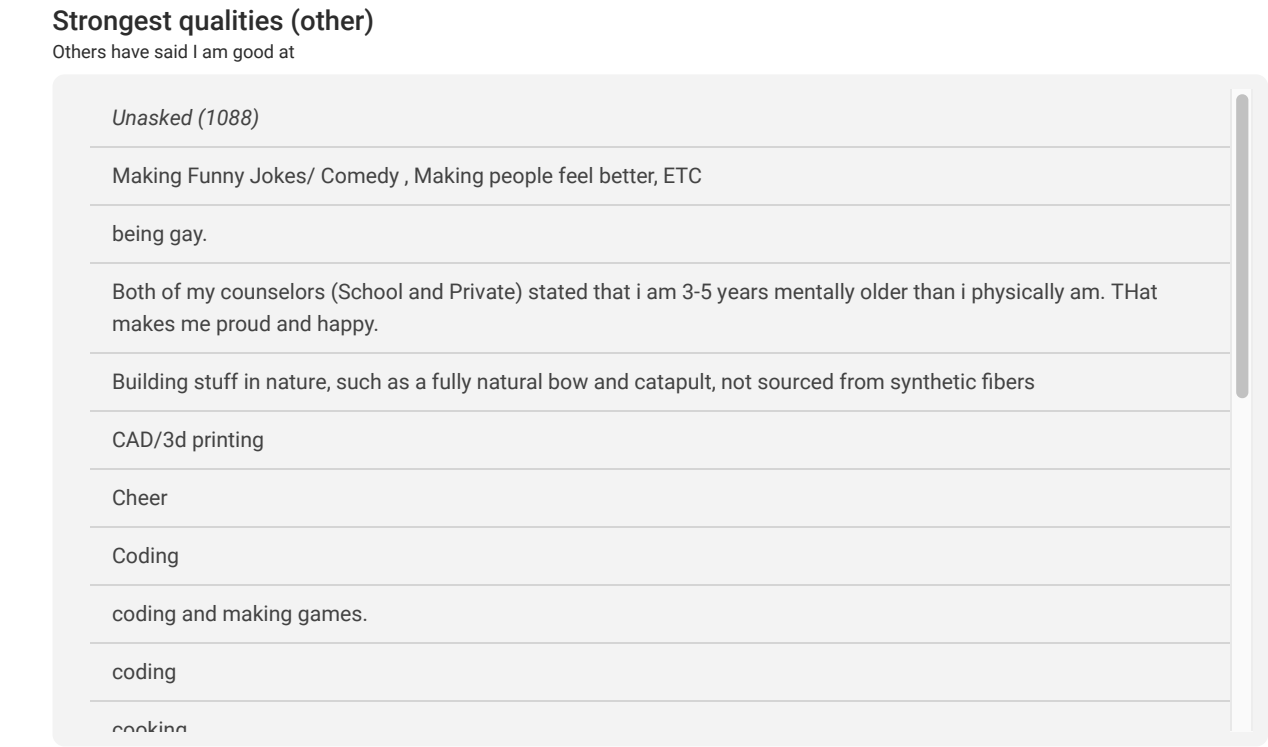 Strongest qualities (other)
Others have said I am good at
Unasked (1088)
Making Funny Jokes/ Comedy , Making people feel better, ETC
being gay.
Both of my counselors (School and Private) stated that i am 3-5 years mentally older than i physically am. THat
makes me proud and happy.
Building stuff in nature, such as a fully natural bow and catapult, not sourced from synthetic fibers
CAD/3d printing
Cheer
Coding
coding and making games.
coding
cooking